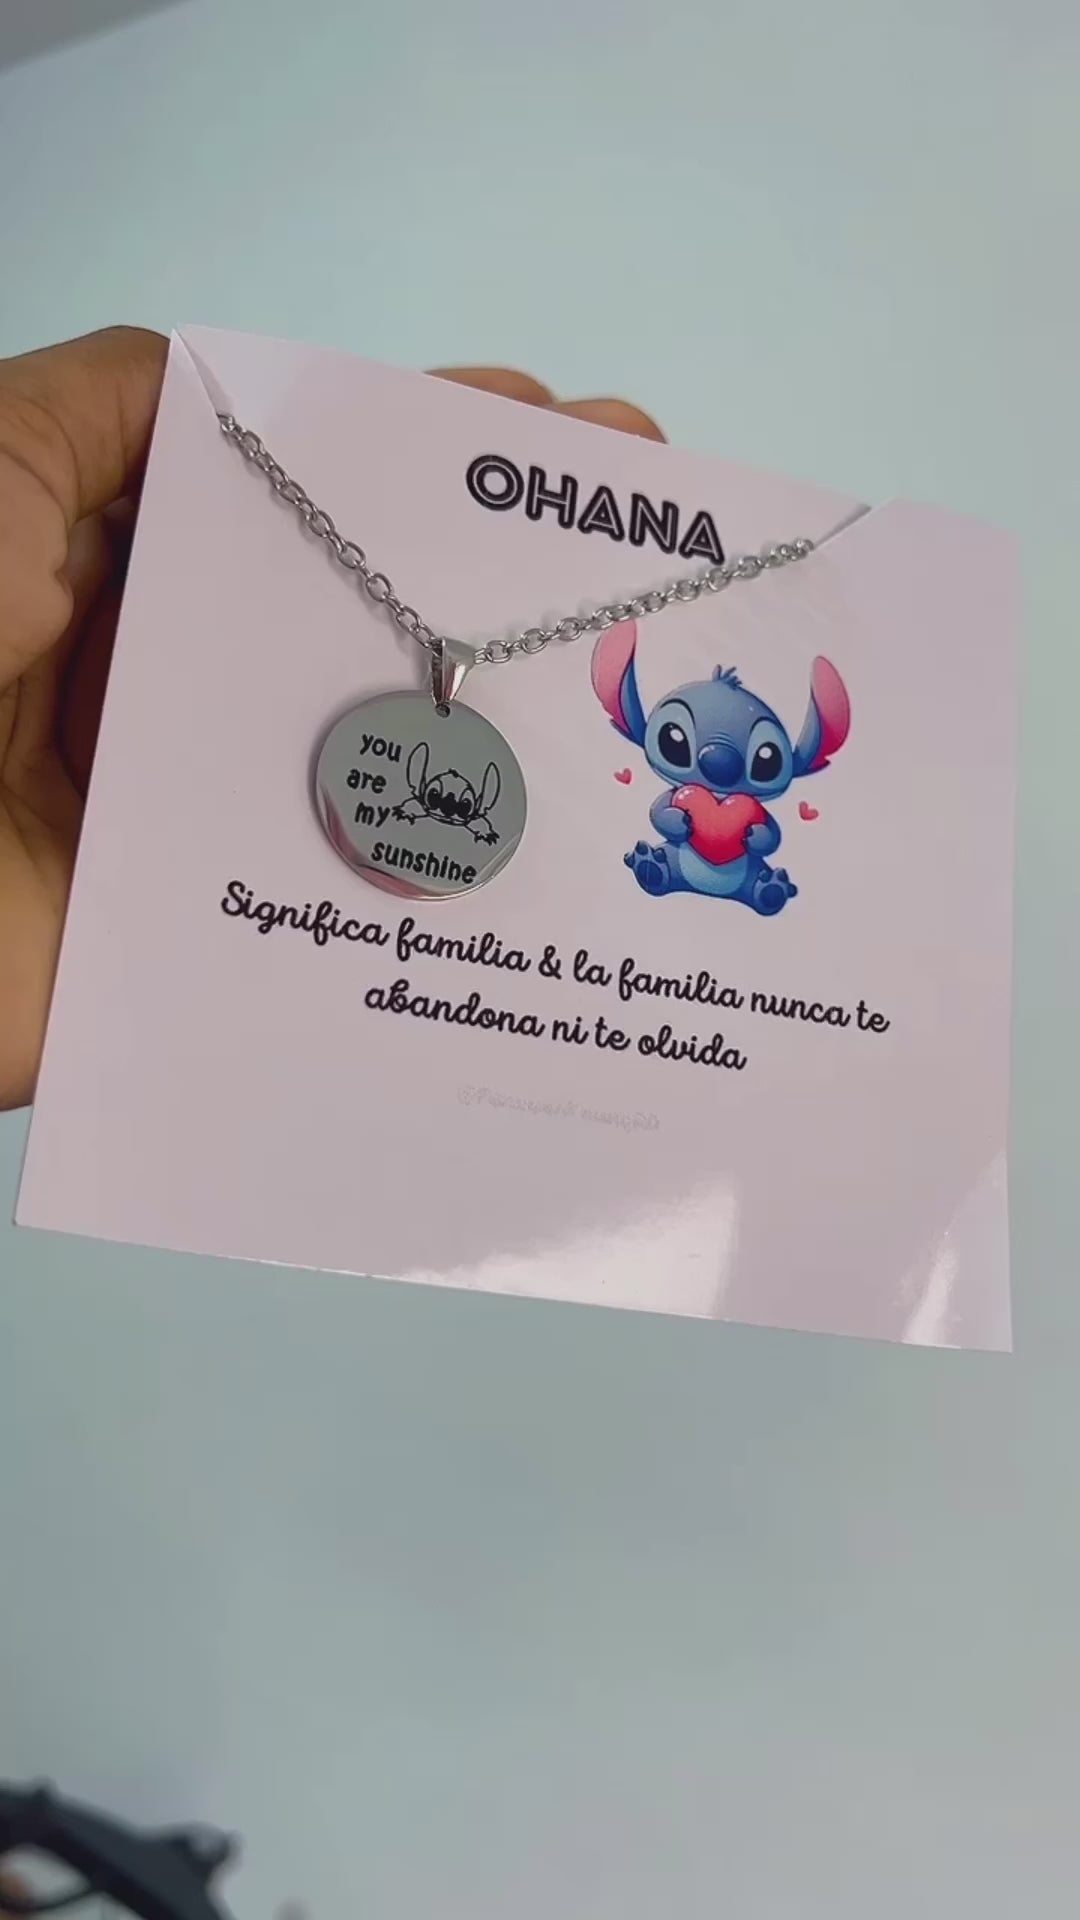 OHANA
you
are
my
sunshine
Significa familia & la familia nunca te
abandona ni te olvida